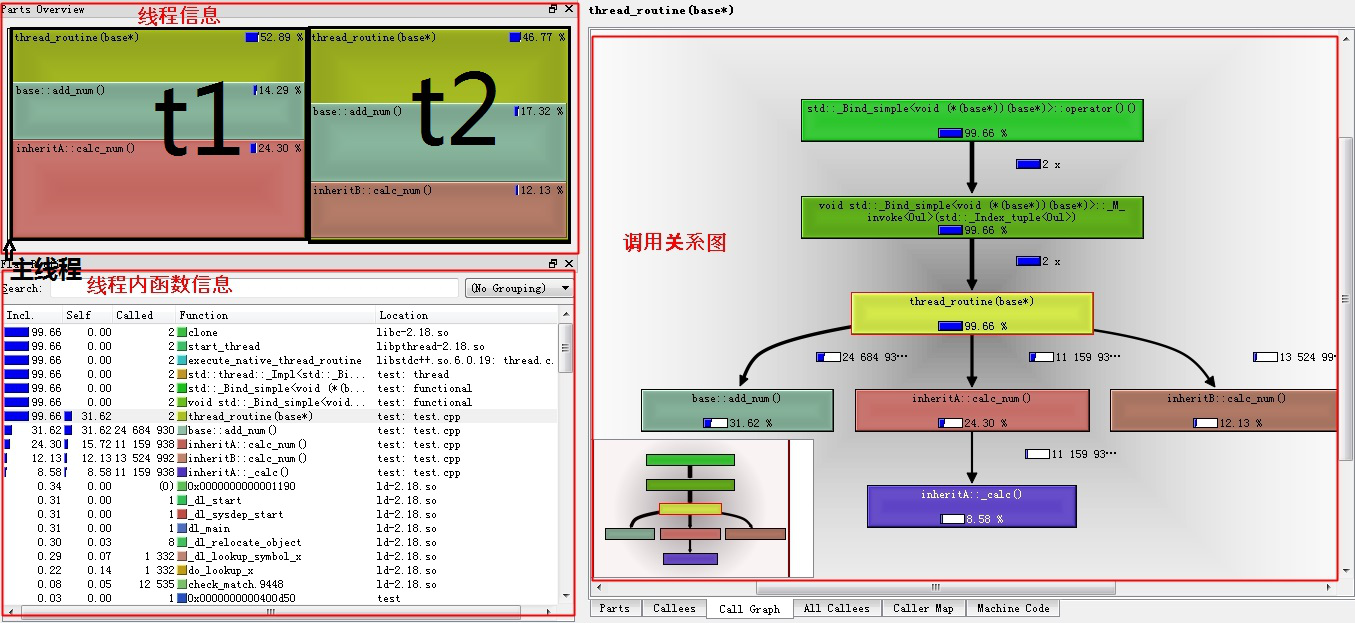 Parts Overview
线程信息
thread_routine(base*) 52.89 %
base::add_num() 14.29 %
inheritA::calc_num() 24.30 %
t1
thread_routine(base*) 46.77 %
base::add_num() 17.32 %
inheritB::calc_num() 12.13 %
t2
主线程
线程内函数信息
Search:
(No Grouping)
Incl. Self Called Function Location
99.66 0.00 2 clone libc-2.18.so
99.66 0.00 2 start_thread libpthread-2.18.so
99.66 0.00 2 execute_native_thread_routine libstdc++.so.6.0.19: thread.c.
99.66 0.00 2 std::thread::_Impl<std::_Bi... test: thread
99.66 0.00 2 std::_Bind_simple<void (*(b... test: functional
99.66 0.00 2 void std::_Bind_simple<void... test: functional
99.66 31.62 2 thread_routine(base*) test: test.cpp
31.62 31.62 24 684 930 base::add_num() test: test.cpp
24.30 15.72 11 159 938 inheritA::calc_num() test: test.cpp
12.13 12.13 13 524 992 inheritB::calc_num() test: test.cpp
8.58 8.58 11 159 938 inheritA::_calc() test: test.cpp
0.34 0.00 (0) 0x0000000000001190 ld-2.18.so
0.31 0.00 1 _dl_start ld-2.18.so
0.31 0.00 1 _dl_sysdep_start ld-2.18.so
0.31 0.00 1 dl_main ld-2.18.so
0.30 0.03 8 _dl_relocate_object ld-2.18.so
0.29 0.07 1 332 _dl_lookup_symbol_x ld-2.18.so
0.22 0.14 1 332 do_lookup_x ld-2.18.so
0.08 0.05 12 535 check_match.9448 ld-2.18.so
0.03 0.00 1 0x0000000000400d50 test
thread_routine(base*)
调用关系图
std::_Bind_simple<void (*(base*))(base*)>::operator()()
99.66 %
2 x
void std::_Bind_simple<void (*(base*))(base*)>::_M_
invoke<0ul>(std::_Index_tuple<0ul>)
99.66 %
2 x
thread_routine(base*)
99.66 %
24 684 93···
11 159 93···
13 524 99·
base::add_num()
31.62 %
inheritA::calc_num()
24.30 %
inheritB::calc_num()
12.13 %
11 159 93···
inheritA::_calc()
8.58 %
Parts Callees Call Graph All Callees Caller Map Machine Code